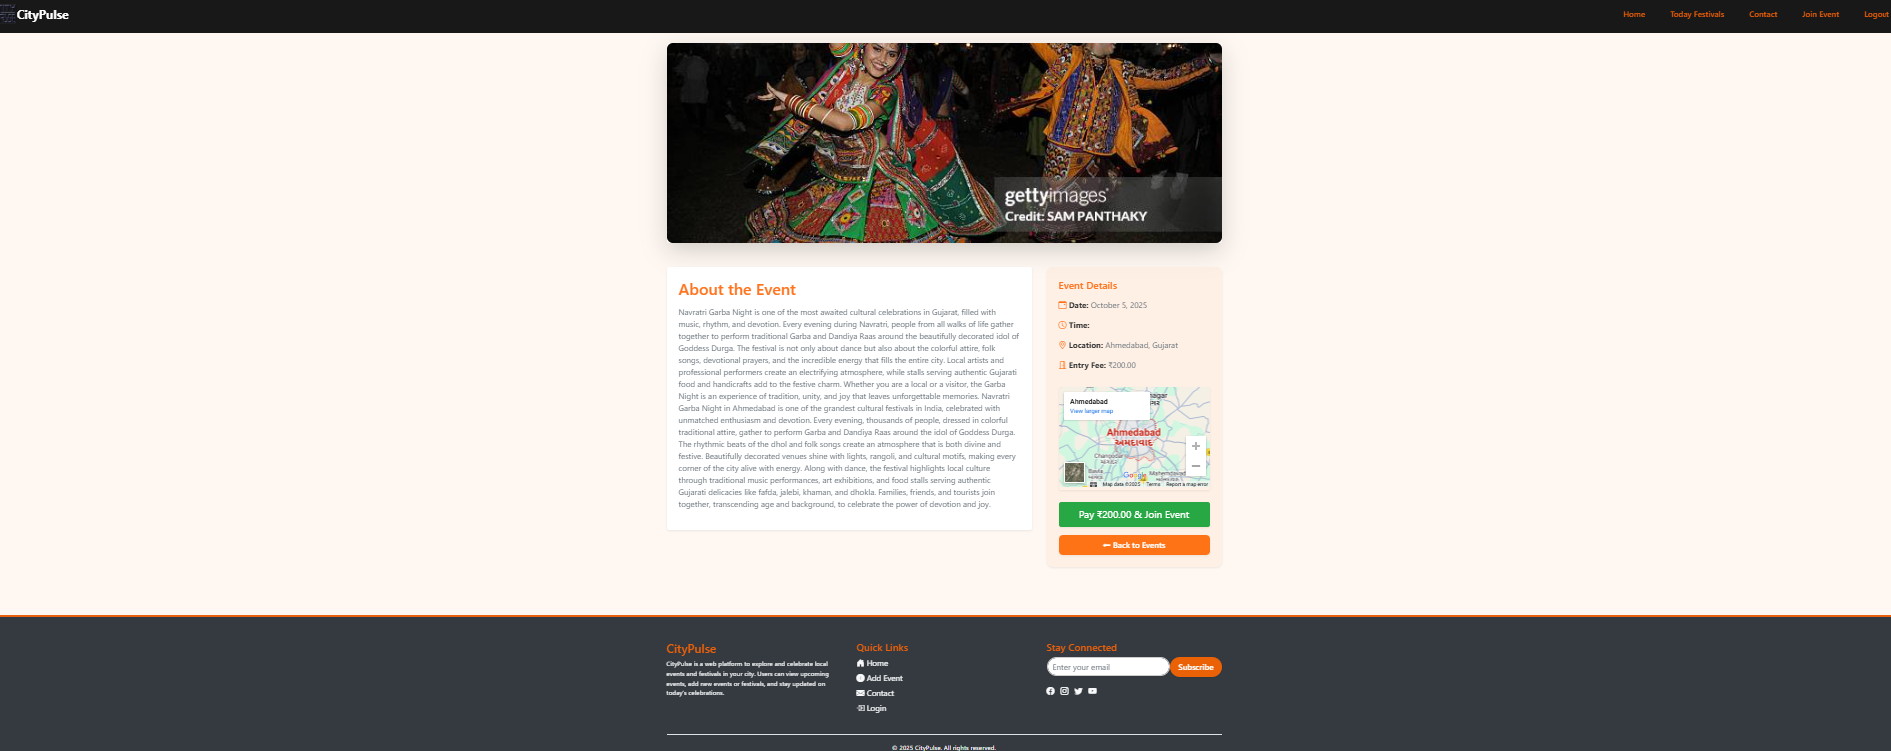 CityPulse
Home Today Festivals Contact Join Event Logout
gettyimages®
Credit: SAM PANTHAKY
About the Event
Navratri Garba Night is one of the most awaited cultural celebrations in Gujarat, filled with
music, rhythm, and devotion. Every evening during Navratri, people from all walks of life gather
together to perform traditional Garba and Dandiya Raas around the beautifully decorated idol of
Goddess Durga. The festival is not only about dance but also about the colorful attire, folk
songs, devotional prayers, and the incredible energy that fills the entire city. Local artists and
professional performers create an electrifying atmosphere, while stalls serving authentic Gujarati
food and handicrafts add to the festive charm. Whether you are a local or a visitor, the Garba
Night is an experience of tradition, unity, and joy that leaves unforgettable memories. Navratri
Garba Night in Ahmedabad is one of the grandest cultural festivals in India, celebrated with
unmatched enthusiasm and devotion. Every evening, thousands of people, dressed in colorful
traditional attire, gather to perform Garba and Dandiya Raas around the idol of Goddess Durga.
The rhythmic beats of the dhol and folk songs create an atmosphere that is both divine and
festive. Beautifully decorated venues shine with lights, rangoli, and cultural motifs, making every
corner of the city alive with energy. Along with dance, the festival highlights local culture
through traditional music performances, art exhibitions, and food stalls serving authentic
Gujarati delicacies like fafda, jalebi, khaman, and dhokla. Families, friends, and tourists join
together, transcending age and background, to celebrate the power of devotion and joy.
Event Details
Date: October 5, 2025
Time:
Location: Ahmedabad, Gujarat
Entry Fee: ₹200.00
Ahmedabad
View larger map
Ahmedabad
અમદાવાદ
Google
Map data ©2025 Terms Report a map error
Pay ₹200.00 & Join Event
← Back to Events
CityPulse
CityPulse is a web platform to explore and celebrate local
events and festivals in your city. Users can view upcoming
events, add new events or festivals, and stay updated on
today's celebrations.
Quick Links
Home
Add Event
Contact
Login
Stay Connected
Enter your email Subscribe
© 2025 CityPulse. All rights reserved.